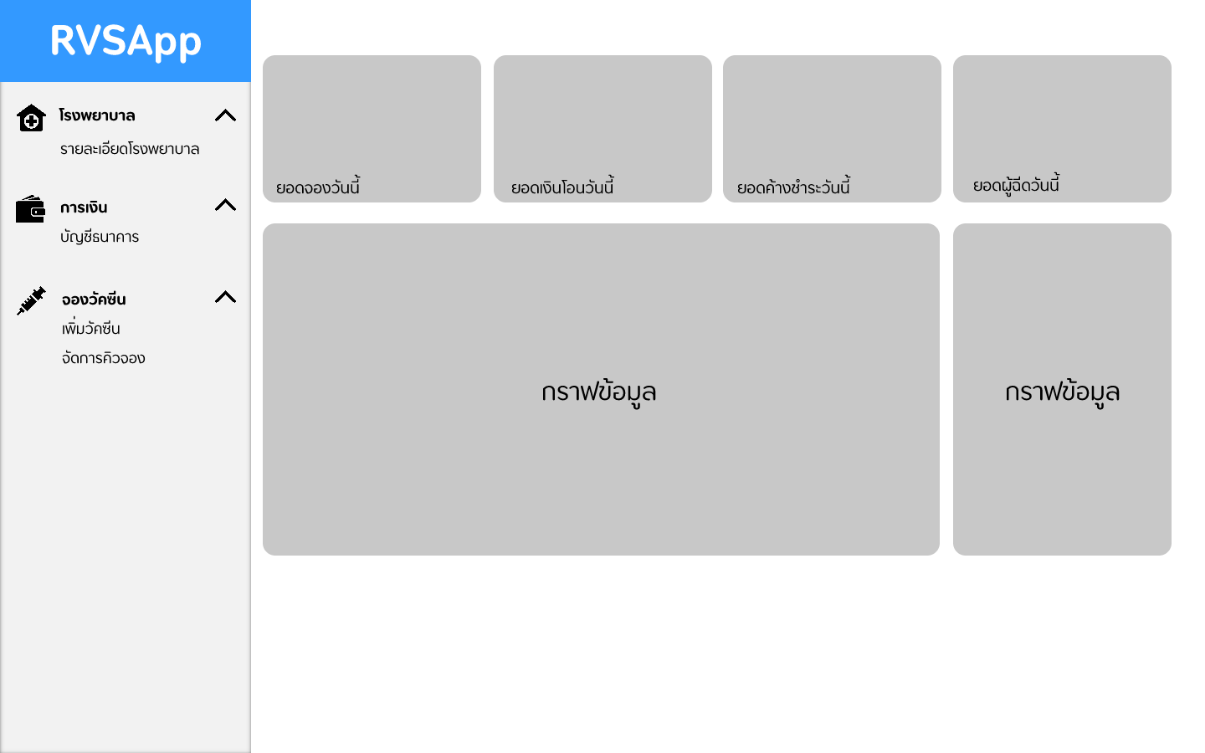 RVSApp
โรงพยาบาล
รายละเอียดโรงพยาบาล
การเงิน
บัญชีธนาคาร
จองวัคซีน
เพิ่มวัคซีน
จัดการคิวจอง
ยอดจองวันนี้
ยอดเงินโอนวันนี้
ยอดค้างชำระวันนี้
ยอดผู้ฉีดวันนี้
กราฟข้อมูล
กราฟข้อมูล